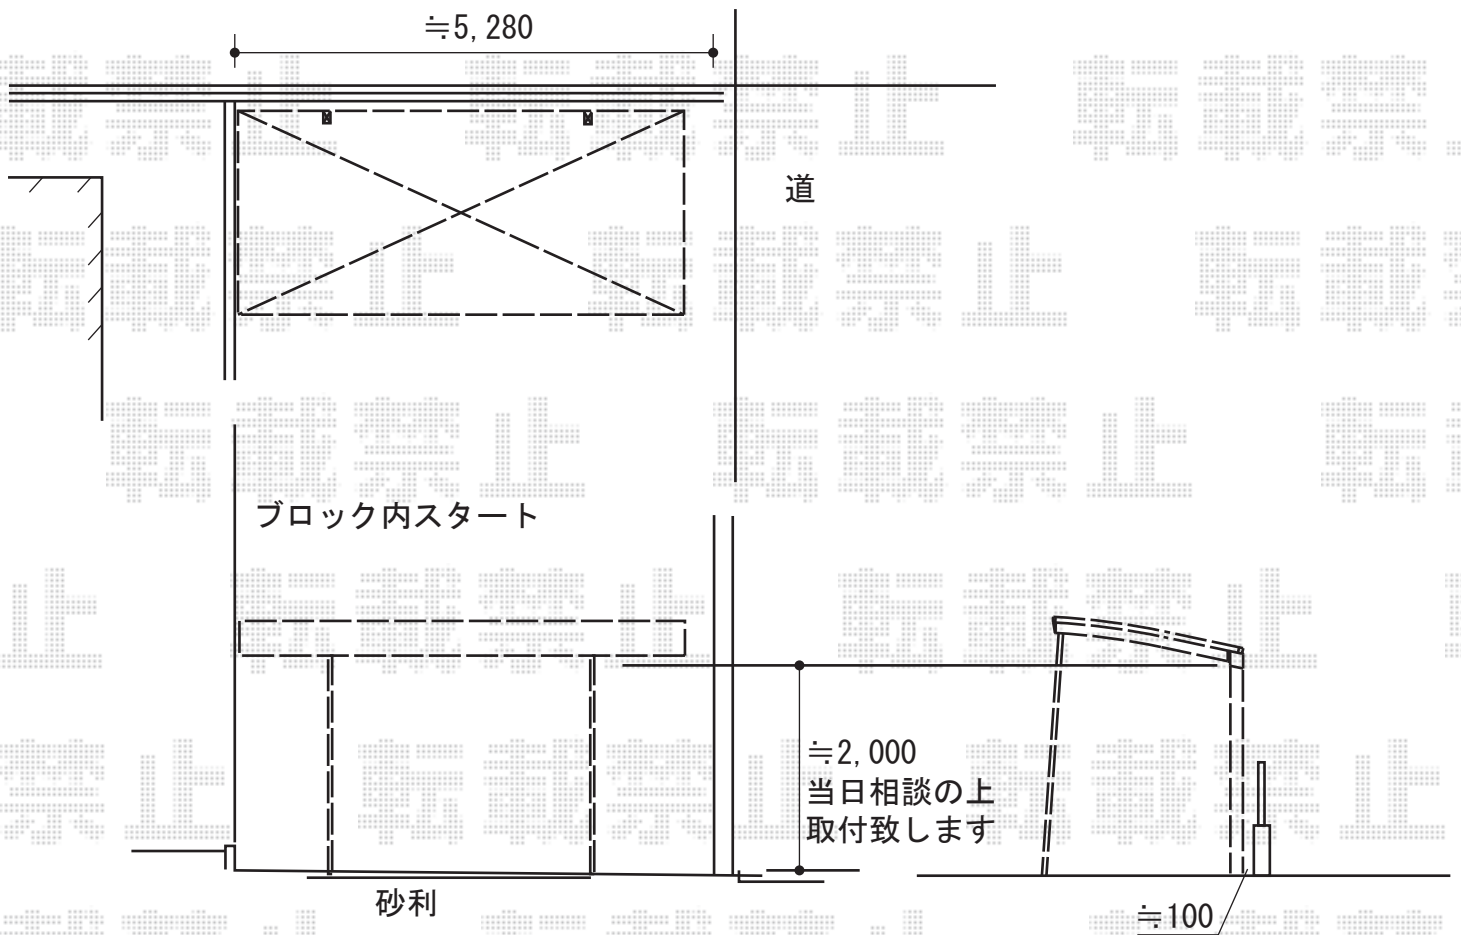 ≒5,280
道
ブロック内スタート
≒2,000
当日相談の上
取付致します
砂利
≒100
転載禁止